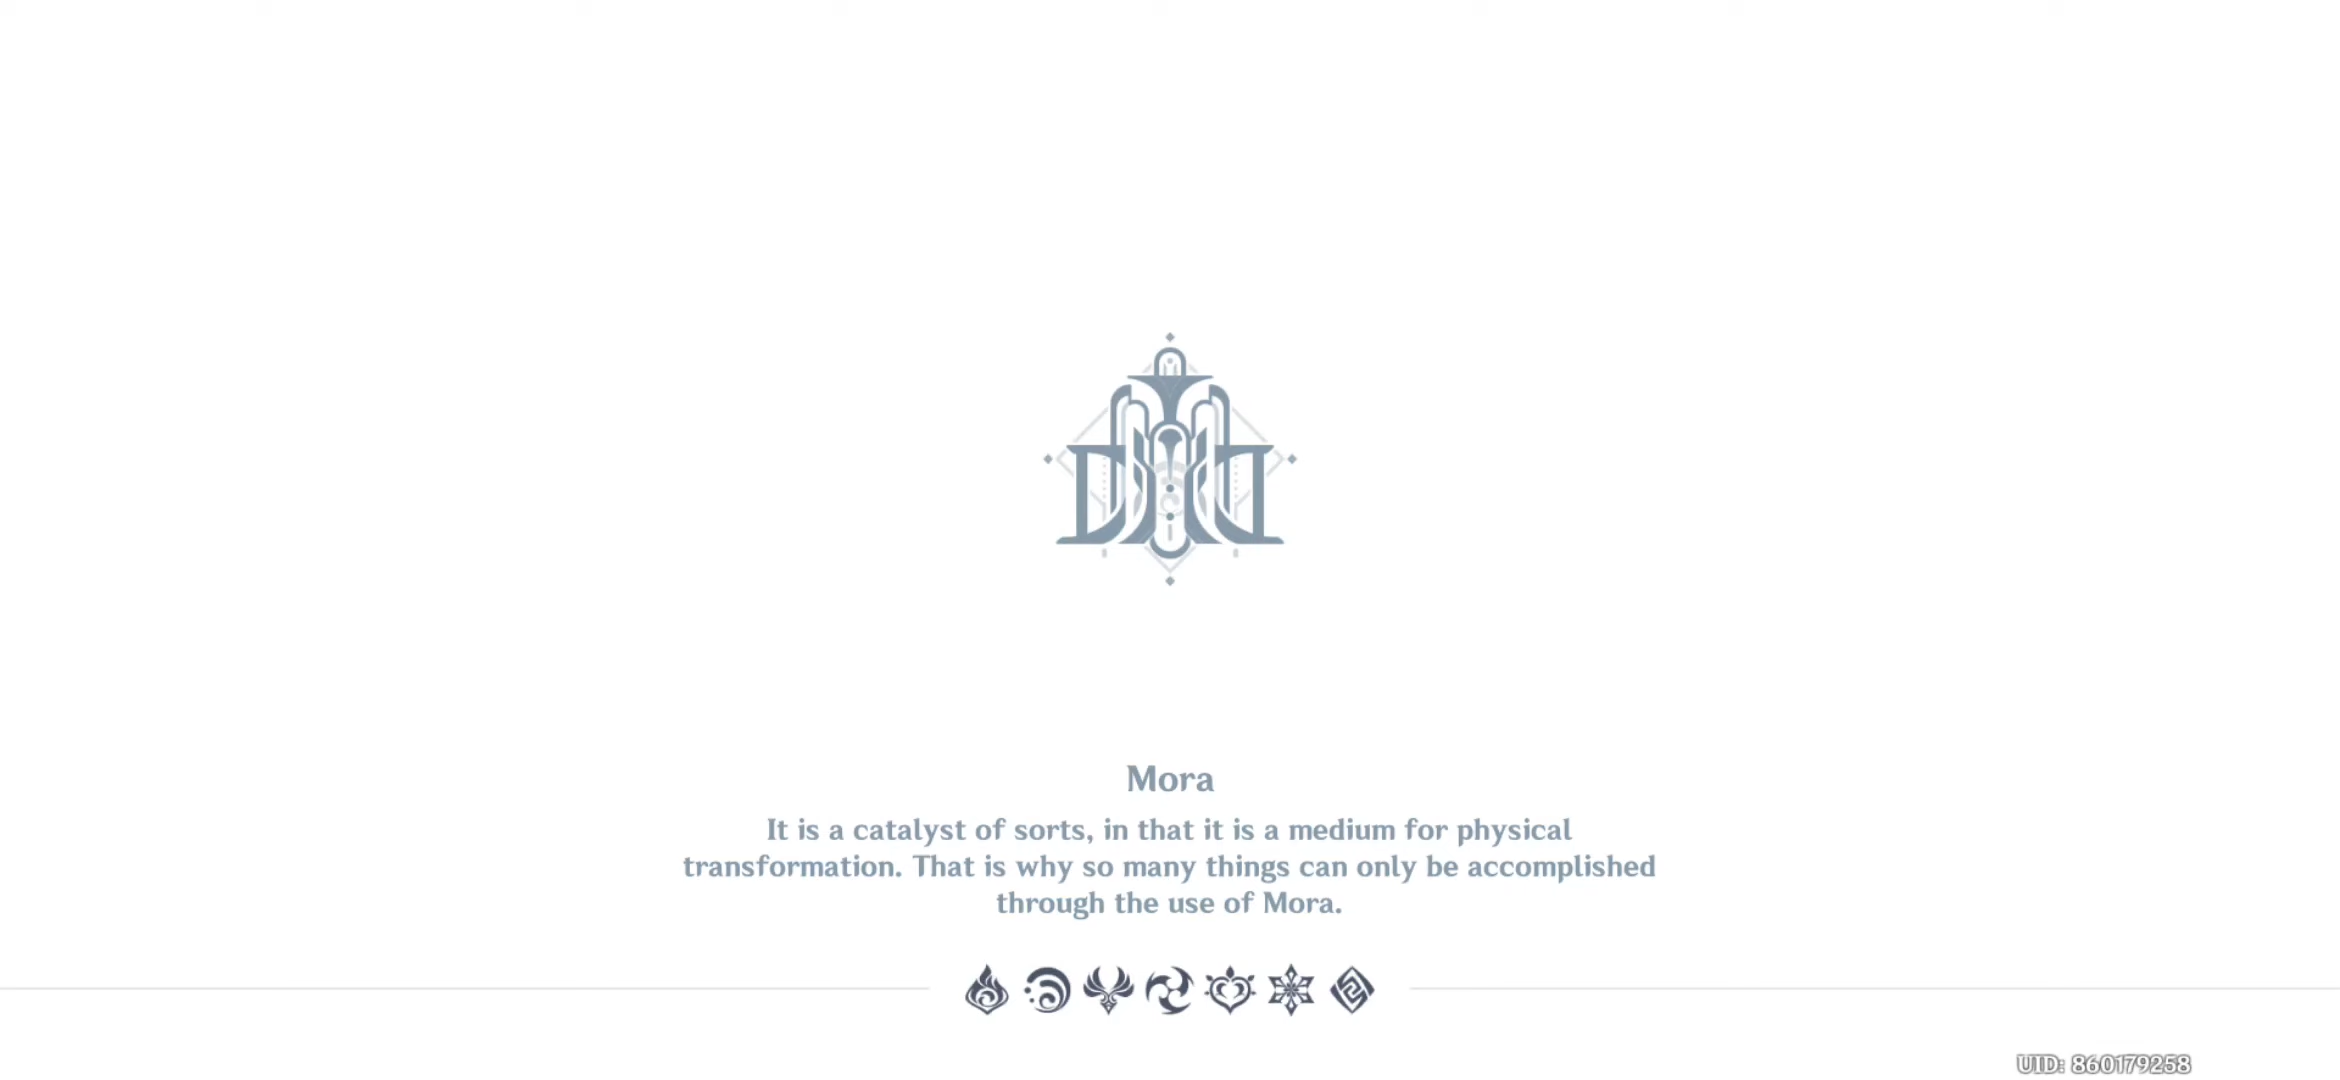 Mora
It is a catalyst of sorts, in that it is a medium for physical
transformation. That is why so many things can only be accomplished
through the use of Mora.
UID: 860179258